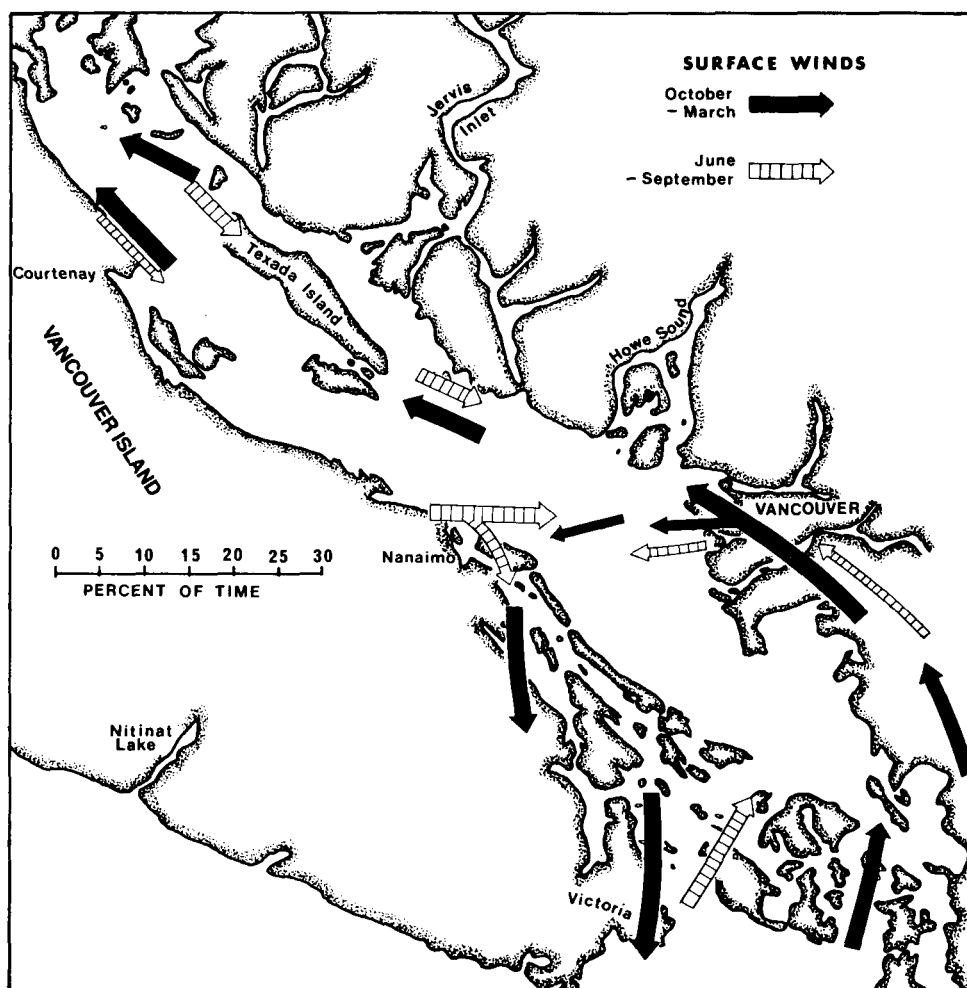 SURFACE WINDS
October
– March
June
– September
Jervis
Inlet
Courtenay
Texada Island
Howe Sound
VANCOUVER ISLAND
VANCOUVER
Nanaimo
0 5 10 15 20 25 30
PERCENT OF TIME
Nitinat
Lake
Victoria